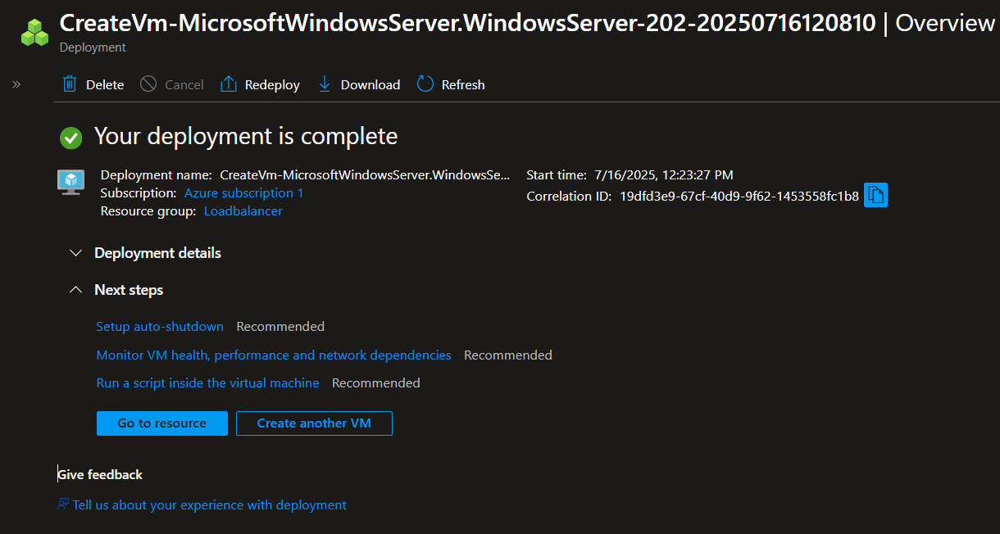 CreateVm-MicrosoftWindowsServer.WindowsServer-202-20250716120810 | Overview
Deployment
Delete Cancel Redeploy Download Refresh
Your deployment is complete
Deployment name: CreateVm-MicrosoftWindowsServer.WindowsSe... Start time: 7/16/2025, 12:23:27 PM
Subscription: Azure subscription 1 Correlation ID: 19dfd3e9-67cf-40d9-9f62-1453558fc1b8
Resource group: Loadbalancer
Deployment details
Next steps
Setup auto-shutdown Recommended
Monitor VM health, performance and network dependencies Recommended
Run a script inside the virtual machine Recommended
Go to resource Create another VM
Give feedback
Tell us about your experience with deployment